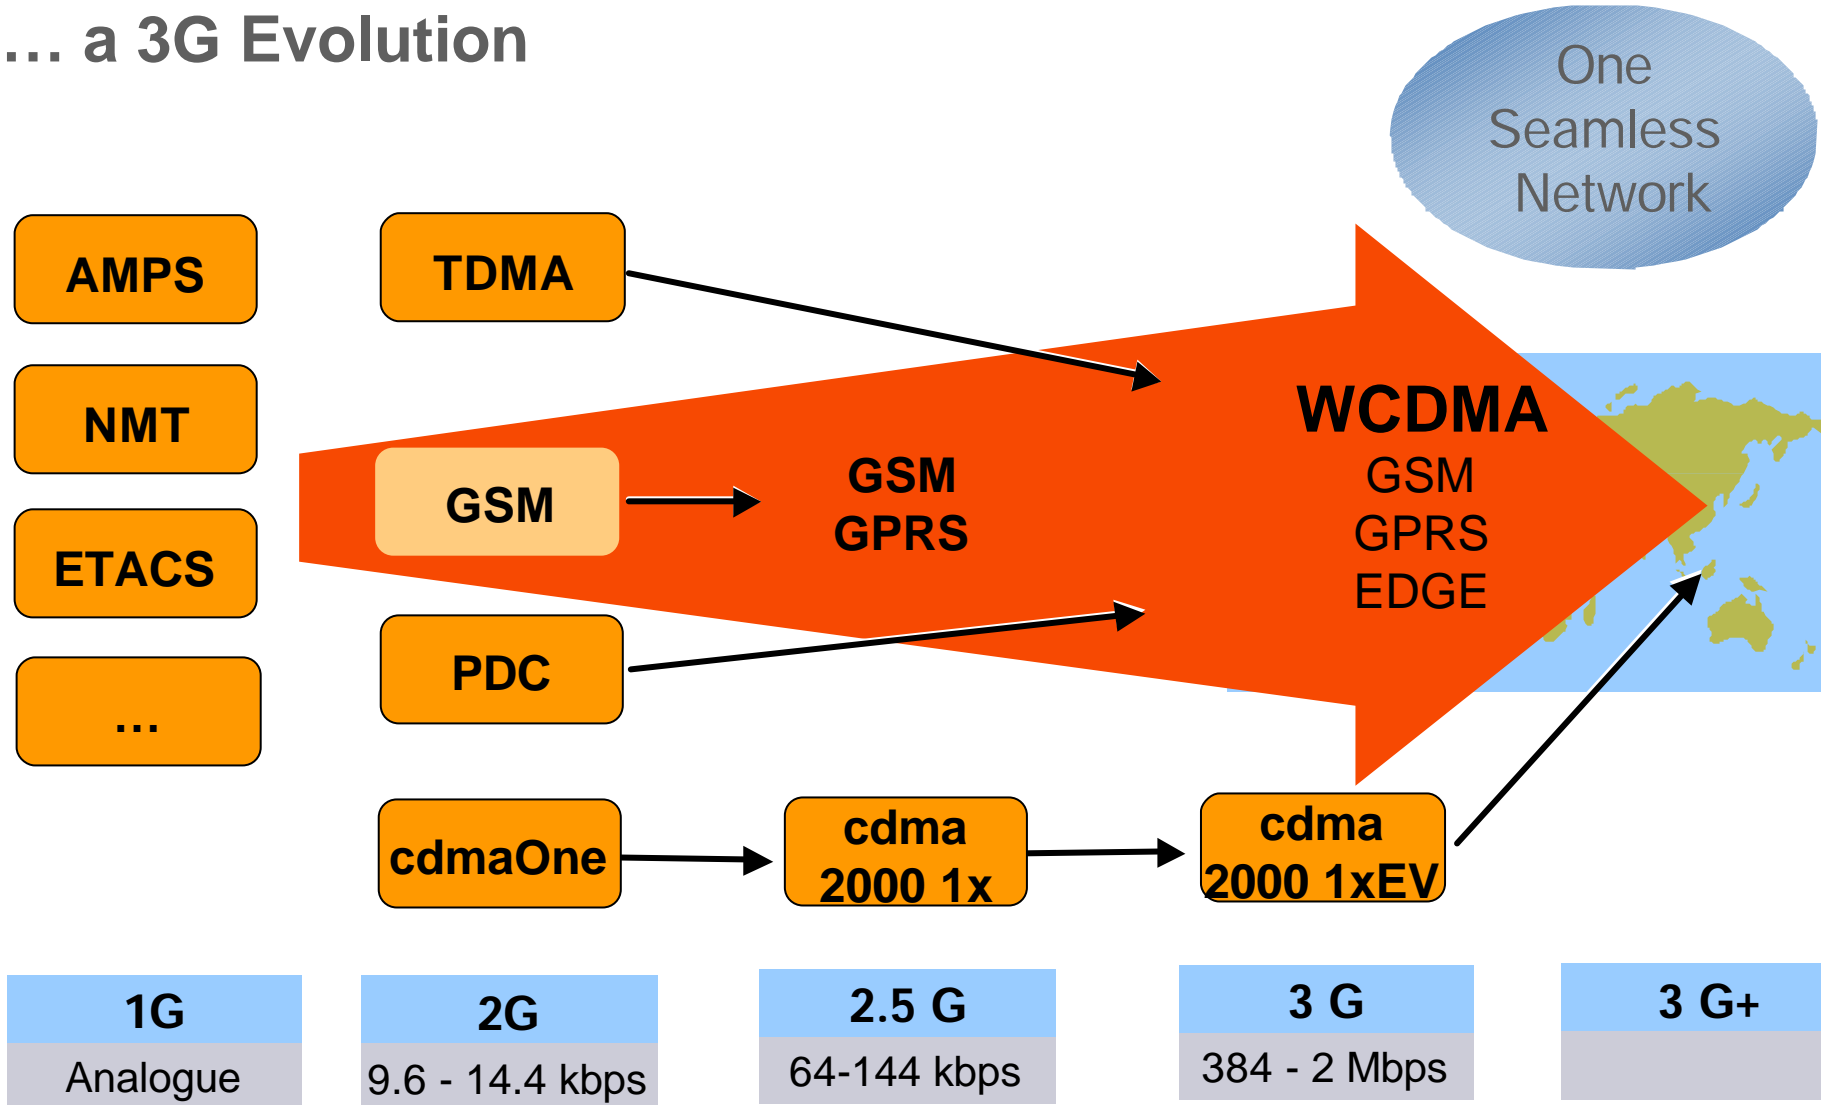 … a 3G Evolution
One
Seamless
Network
AMPS
NMT
ETACS
…
TDMA
GSM
PDC
cdmaOne
GSM
GPRS
cdma
2000 1x
WCDMA
GSM
GPRS
EDGE
cdma
2000 1xEV
1G
Analogue
2G
9.6 - 14.4 kbps
2.5 G
64-144 kbps
3 G
384 - 2 Mbps
3 G+